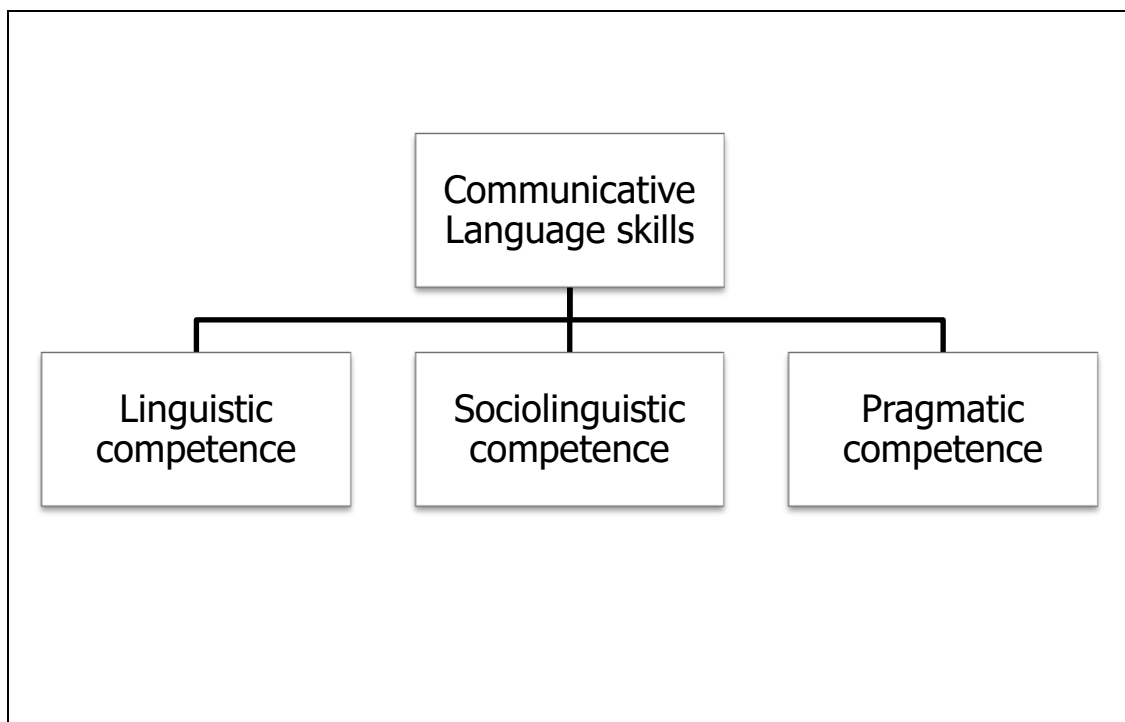 Communicative
Language skills
Linguistic
competence
Sociolinguistic
competence
Pragmatic
competence